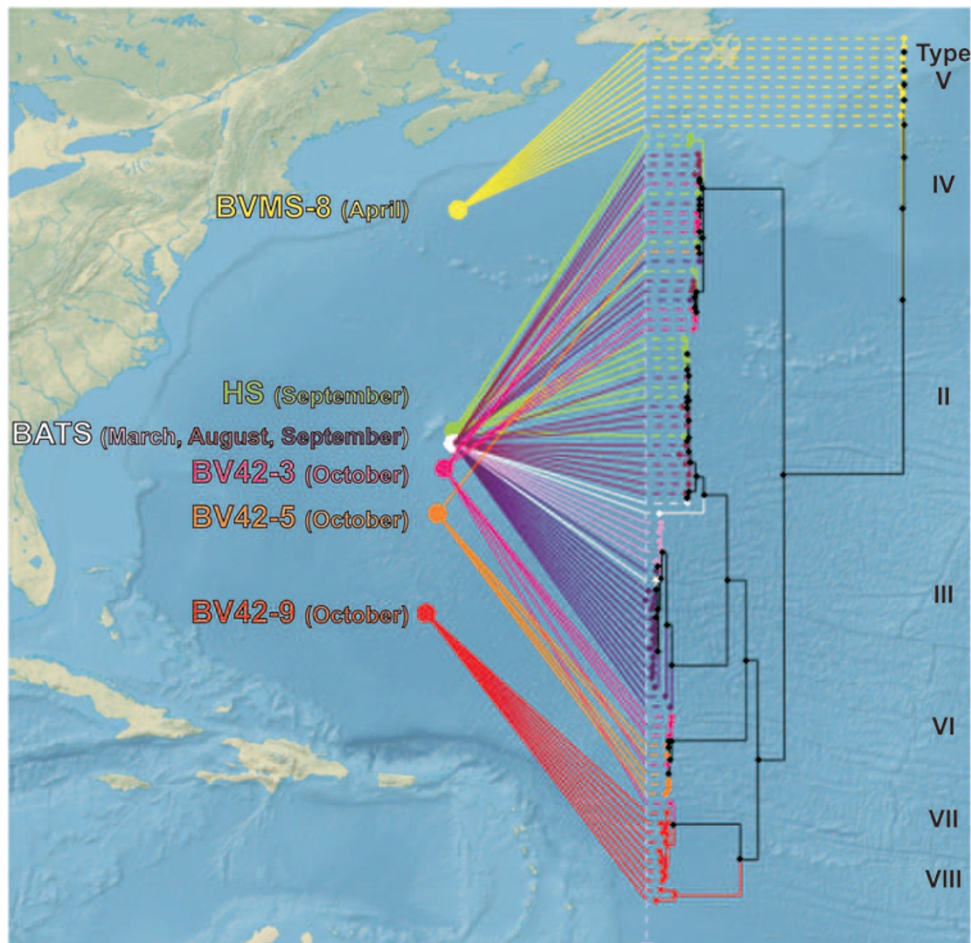 Type
V
IV
BVMS-8 (April)
HS (September)
II
BATS (March, August, September)
BV42-3 (October)
BV42-5 (October)
III
BV42-9 (October)
VI
VII
VIII